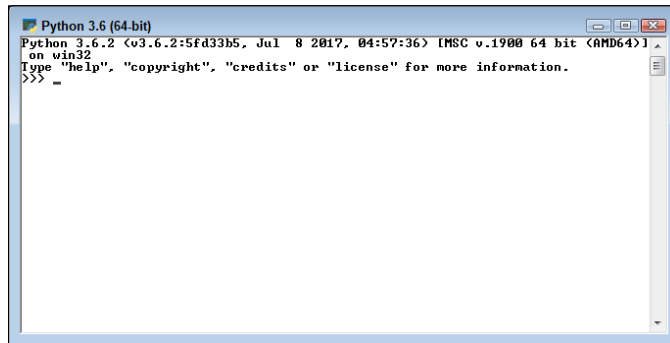 Python 3.6 (64-bit)
Python 3.6.2 (v3.6.2:5fd33b5, Jul  8 2017, 04:57:36) [MSC v.1900 64 bit (AMD64)]
 on win32
Type "help", "copyright", "credits" or "license" for more information.
>>> _